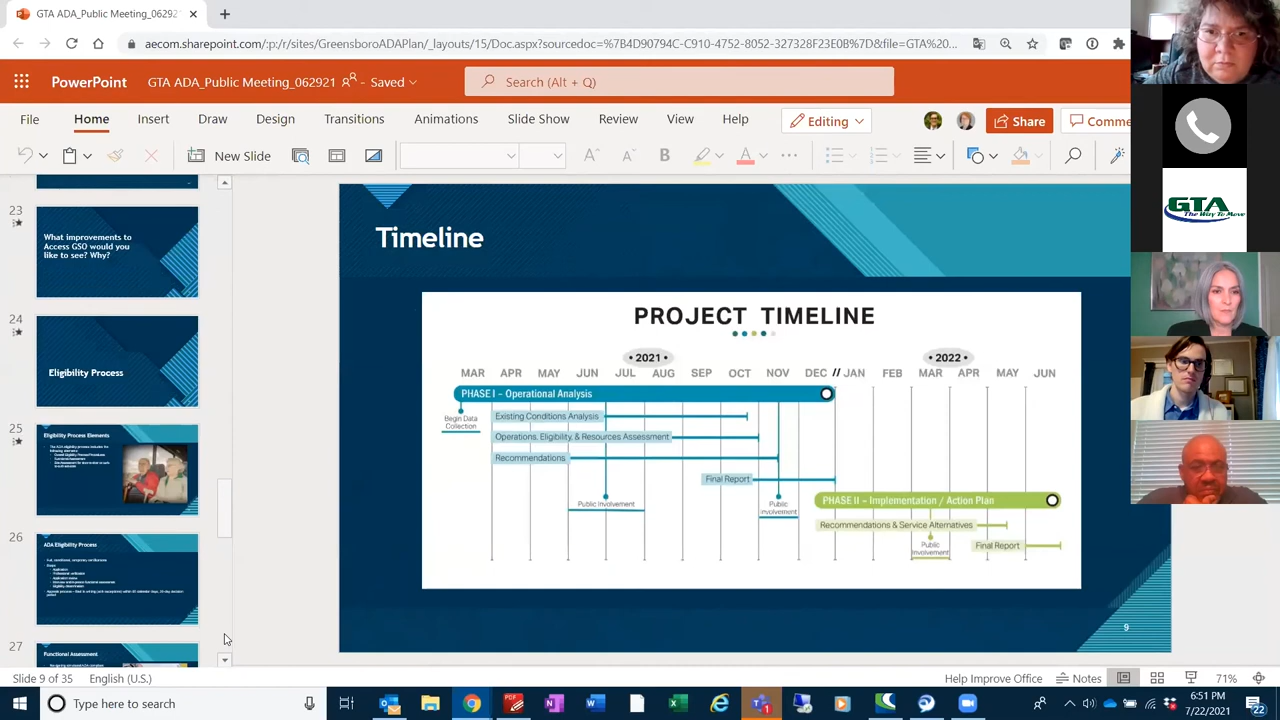 GTA ADA_Public Meeting_06292
aecom.sharepoint.com/:p:/r/sites/GreensboroADAPlan/_layouts/15/Doc.aspx?sourcedoc=%7B4D90794C-C910-4752-8052-327328F23E0B%7D&file=GTA%20...
PowerPoint GTA ADA_Public Meeting_062921 - Saved Search (Alt + Q)
File Home Insert Draw Design Transitions Animations Slide Show Review View Help Editing Share Comme
New Slide B A
23
What improvements to
Access GSO would you
like to see? Why?
24
Eligibility Process
25
Eligibility Process Elements
26
ADA Eligibility Process
27
Functional Assessment
Timeline
PROJECT TIMELINE
• 2021 • • 2022 •
MAR APR MAY JUN JUL AUG SEP OCT NOV DEC // JAN FEB MAR APR MAY JUN
PHASE I - Operational Analysis
Begin Data
Collection
Existing Conditions Analysis
Operations, Eligibility, & Resources Assessment
Recommendations
Final Report
Public Involvement
Public
Involvement
PHASE II - Implementation / Action Plan
Recommendations & Service Alternatives
Public
Involvement
Final Report
9
GTA
The Way To Move
Slide 9 of 35 English (U.S.) Help Improve Office Notes 71%
Type here to search
6:51 PM
7/22/2021
22